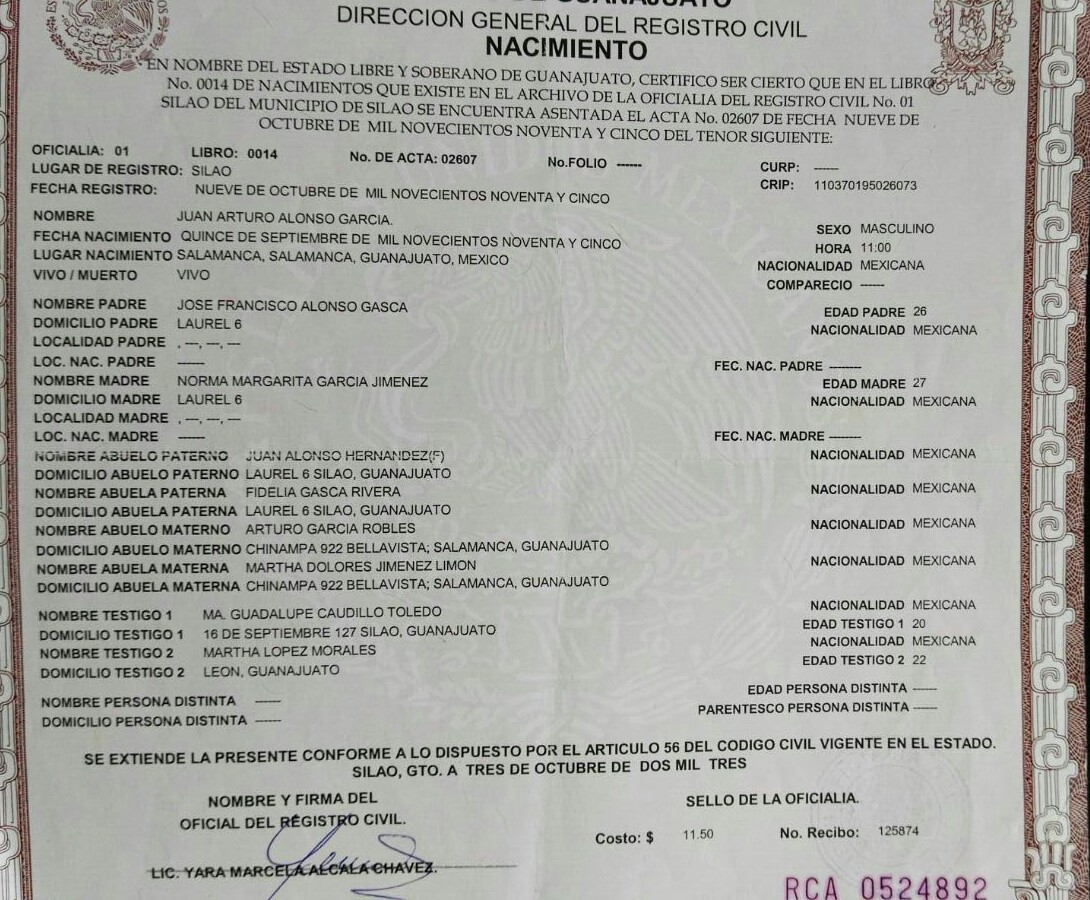 DIRECCION GENERAL DEL REGISTRO CIVIL
NACIMIENTO
EN NOMBRE DEL ESTADO LIBRE Y SOBERANO DE GUANAJUATO, CERTIFICO SER CIERTO QUE EN EL LIBRO
No. 0014 DE NACIMIENTOS QUE EXISTE EN EL ARCHIVO DE LA OFICIALIA DEL REGISTRO CIVIL No. 01
SILAO DEL MUNICIPIO DE SILAO SE ENCUENTRA ASENTADA EL ACTA No. 02607 DE FECHA NUEVE DE
OCTUBRE DE MIL NOVECIENTOS NOVENTA Y CINCO DEL TENOR SIGUIENTE:
OFICIALIA: 01 LIBRO: 0014 No. DE ACTA: 02607 No.FOLIO ------ CURP: ------
LUGAR DE REGISTRO: SILAO CRIP: 110370195026073
FECHA REGISTRO: NUEVE DE OCTUBRE DE MIL NOVECIENTOS NOVENTA Y CINCO
NOMBRE JUAN ARTURO ALONSO GARCIA. SEXO MASCULINO
FECHA NACIMIENTO QUINCE DE SEPTIEMBRE DE MIL NOVECIENTOS NOVENTA Y CINCO HORA 11:00
LUGAR NACIMIENTO SALAMANCA, SALAMANCA, GUANAJUATO, MEXICO NACIONALIDAD MEXICANA
VIVO / MUERTO VIVO COMPARECIO ------
NOMBRE PADRE JOSE FRANCISCO ALONSO GASCA EDAD PADRE 26
DOMICILIO PADRE LAUREL 6 NACIONALIDAD MEXICANA
LOCALIDAD PADRE , ---, ---, ---
LOC. NAC. PADRE ------ FEC. NAC. PADRE --------
NOMBRE MADRE NORMA MARGARITA GARCIA JIMENEZ EDAD MADRE 27
DOMICILIO MADRE LAUREL 6 NACIONALIDAD MEXICANA
LOCALIDAD MADRE , ---, ---, ---
LOC. NAC. MADRE ------ FEC. NAC. MADRE --------
NOMBRE ABUELO PATERNO JUAN ALONSO HERNANDEZ(F) NACIONALIDAD MEXICANA
DOMICILIO ABUELO PATERNO LAUREL 6 SILAO, GUANAJUATO
NOMBRE ABUELA PATERNA FIDELIA GASCA RIVERA NACIONALIDAD MEXICANA
DOMICILIO ABUELA PATERNA LAUREL 6 SILAO, GUANAJUATO
NOMBRE ABUELO MATERNO ARTURO GARCIA ROBLES NACIONALIDAD MEXICANA
DOMICILIO ABUELO MATERNO CHINAMPA 922 BELLAVISTA; SALAMANCA, GUANAJUATO
NOMBRE ABUELA MATERNA MARTHA DOLORES JIMENEZ LIMON NACIONALIDAD MEXICANA
DOMICILIO ABUELA MATERNA CHINAMPA 922 BELLAVISTA; SALAMANCA, GUANAJUATO
NOMBRE TESTIGO 1 MA. GUADALUPE CAUDILLO TOLEDO NACIONALIDAD MEXICANA
DOMICILIO TESTIGO 1 16 DE SEPTIEMBRE 127 SILAO, GUANAJUATO EDAD TESTIGO 1 20
NOMBRE TESTIGO 2 MARTHA LOPEZ MORALES NACIONALIDAD MEXICANA
DOMICILIO TESTIGO 2 LEON, GUANAJUATO EDAD TESTIGO 2 22
NOMBRE PERSONA DISTINTA ------ EDAD PERSONA DISTINTA ------
DOMICILIO PERSONA DISTINTA ------ PARENTESCO PERSONA DISTINTA ------
SE EXTIENDE LA PRESENTE CONFORME A LO DISPUESTO POR EL ARTICULO 56 DEL CODIGO CIVIL VIGENTE EN EL ESTADO.
SILAO, GTO. A TRES DE OCTUBRE DE DOS MIL TRES
NOMBRE Y FIRMA DEL SELLO DE LA OFICIALIA.
OFICIAL DEL REGISTRO CIVIL.
Costo: $ 11.50 No. Recibo: 125874
LIC. YARA MARCELA ALCALA CHAVEZ.
RCA 0524892